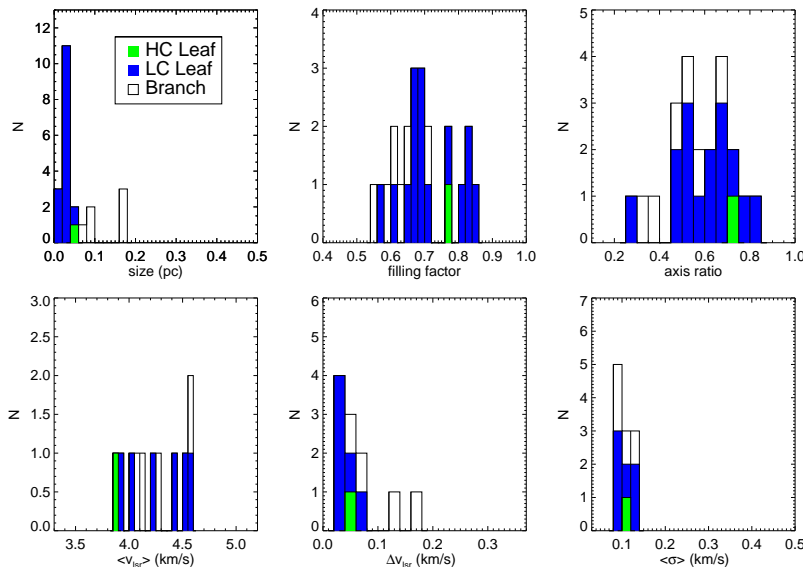 13
12
10
8
6
4
2
0
0
N
0.0 0.1 0.2 0.3 0.4 0.5
size (pc)
HC Leaf
LC Leaf
Branch
4
3
2
1
0
N
0.4 0.5 0.6 0.7 0.8 0.9 1.0
filling factor
5
4
3
2
1
0
N
0.2 0.4 0.6 0.8 1.0
axis ratio
3.0
2.5
2.0
1.5
1.0
0.5
0.0
N
3.5 4.0 4.5 5.0
<v_lsr> (km/s)
6
5
4
3
2
1
0
N
0.0 0.1 0.2 0.3
Δv_lsr (km/s)
7
6
5
4
3
2
1
0
N
0.1 0.2 0.3 0.4 0.5
<σ> (km/s)